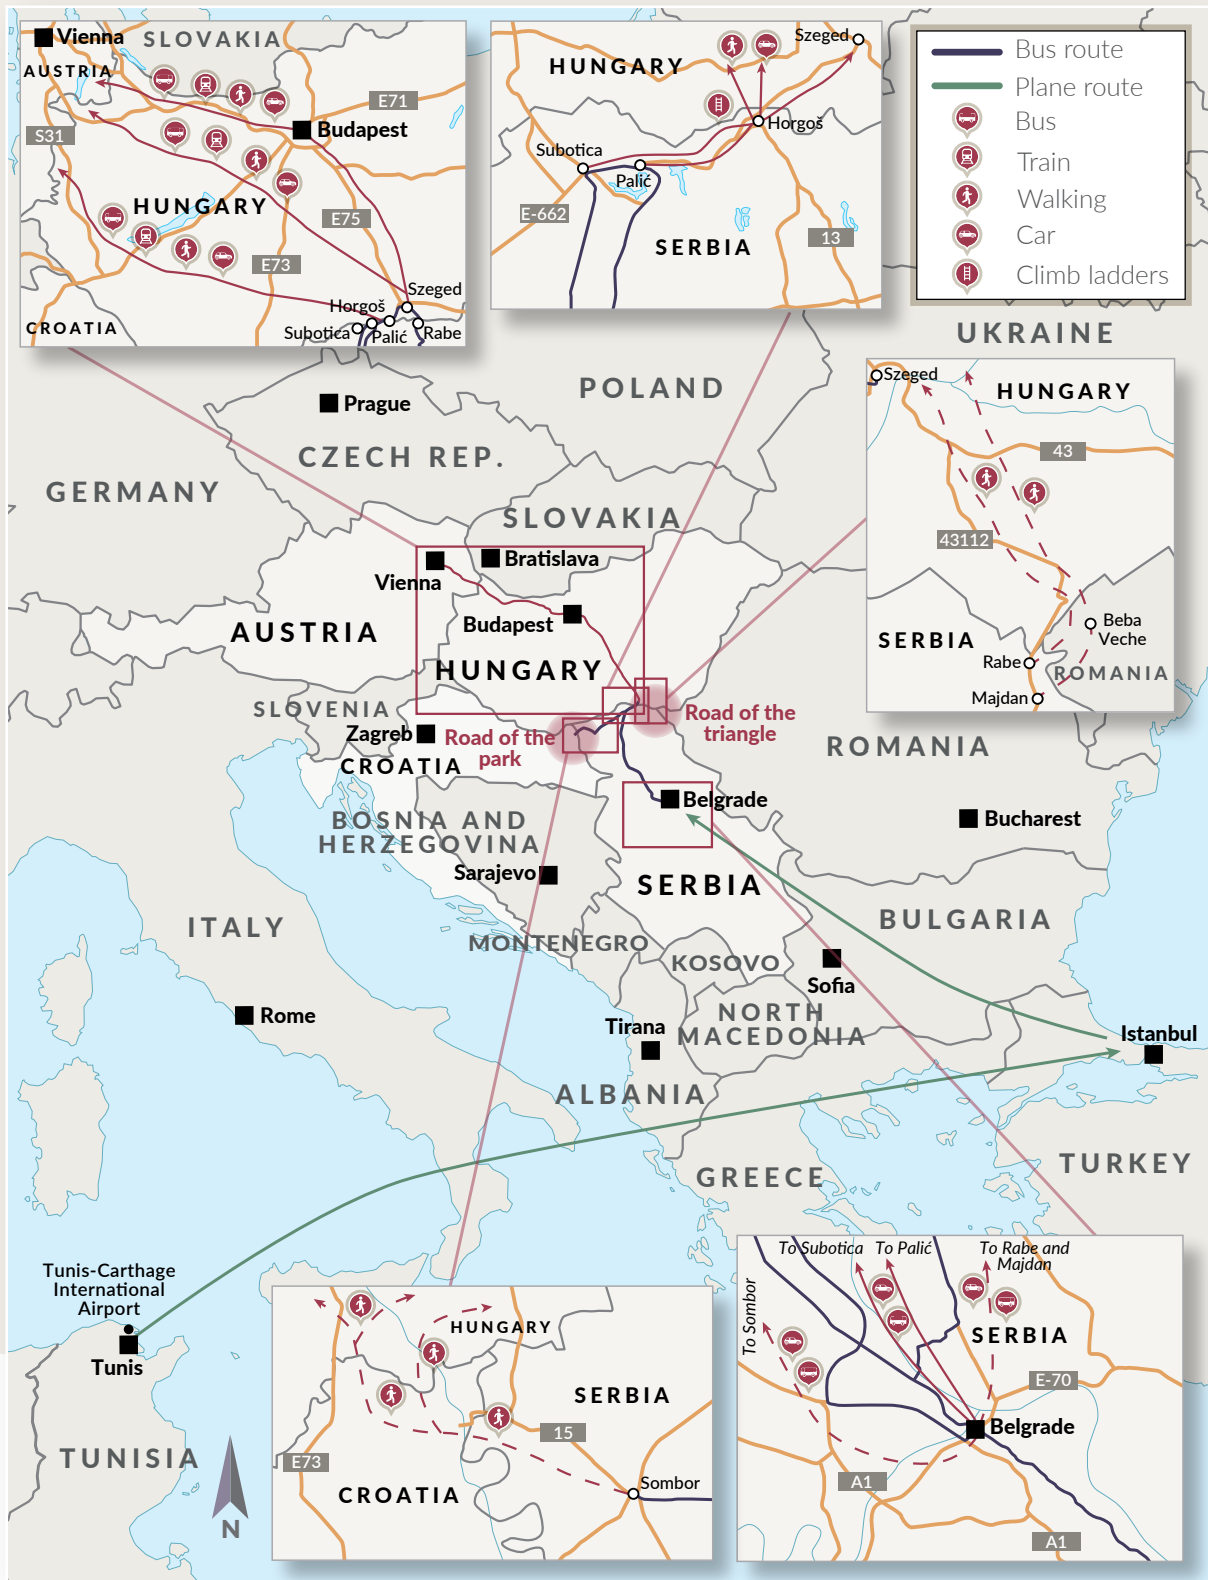 Vienna
SLOVAKIA
AUSTRIA
E71
S31
Budapest
HUNGARY
E75
E73
Szeged
Horgoš
Subotica
Palić
Rabe
CROATIA
Szeged
HUNGARY
Horgoš
Subotica
Palić
E-662
SERBIA
13
Bus route
Plane route
Bus
Train
Walking
Car
Climb ladders
UKRAINE
Szeged
HUNGARY
43
43112
Beba
Veche
SERBIA
Rabe
ROMANIA
Majdan
POLAND
Prague
CZECH REP.
GERMANY
SLOVAKIA
Bratislava
Vienna
Budapest
AUSTRIA
HUNGARY
SLOVENIA
Zagreb
Road of the
park
Road of the
triangle
CROATIA
ROMANIA
Belgrade
Bucharest
BOSNIA AND
HERZEGOVINA
Sarajevo
SERBIA
ITALY
BULGARIA
MONTENEGRO
KOSOVO
Sofia
Rome
NORTH
MACEDONIA
Tirana
Istanbul
ALBANIA
GREECE
TURKEY
Tunis-Carthage
International
Airport
Tunis
TUNISIA
N
HUNGARY
SERBIA
15
E73
Sombor
CROATIA
To Subotica
To Palić
To Rabe and
Majdan
To Sombor
SERBIA
E-70
Belgrade
A1
A1